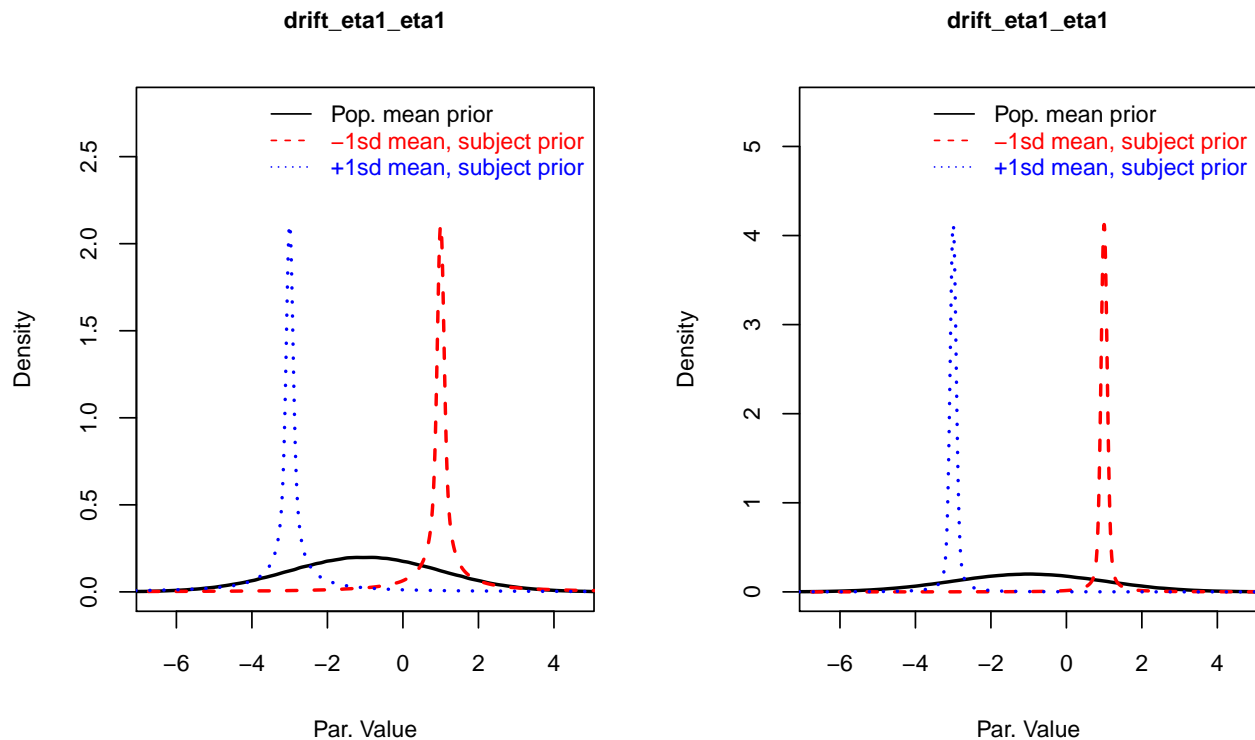 drift_eta1_eta1
Pop. mean prior
−1sd mean, subject prior
+1sd mean, subject prior
Density
2.5
2.0
1.5
1.0
0.5
0.0
−6 −4 −2 0 2 4
Par. Value
drift_eta1_eta1
Pop. mean prior
−1sd mean, subject prior
+1sd mean, subject prior
Density
5
4
3
2
1
0
−6 −4 −2 0 2 4
Par. Value